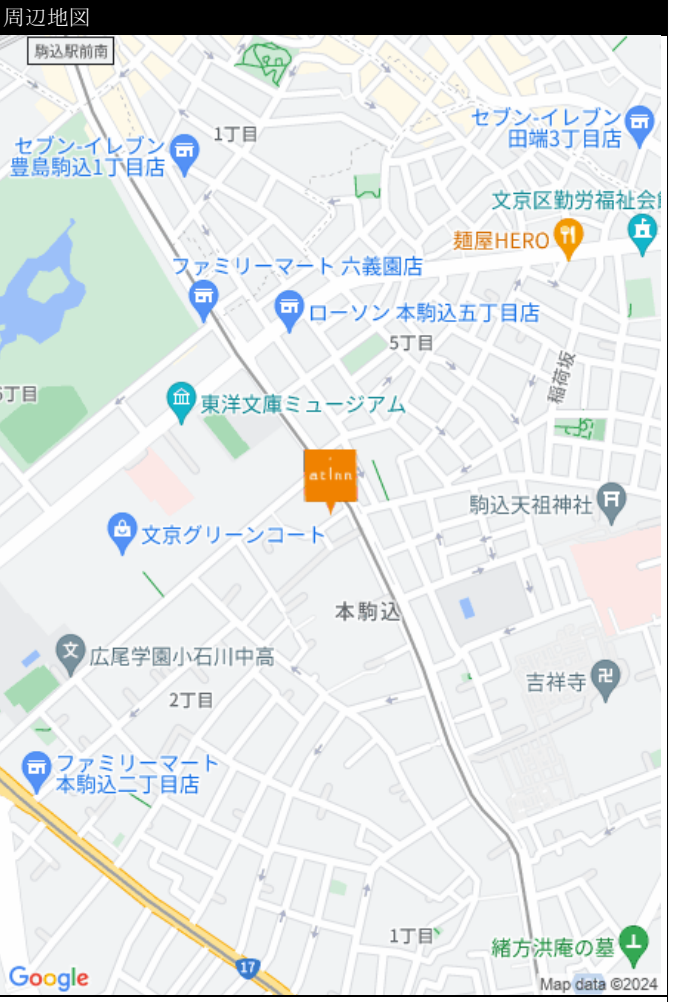 周辺地図
駒込駅前南
1丁目
セブン-イレブン
田端3丁目店
セブン-イレブン
豊島駒込1丁目店
文京区勤労福祉会
麺屋HERO
ファミリーマート 六義園店
ローソン 本駒込五丁目店
5丁目
稲荷坂
丁目
東洋文庫ミュージアム
at Inn
駒込天祖神社
文京グリーンコート
本駒込
文
広尾学園小石川中高
吉祥寺
2丁目
ファミリーマート
本駒込二丁目店
1丁目
緒方洪庵の墓
17
Google
Map data ©2024